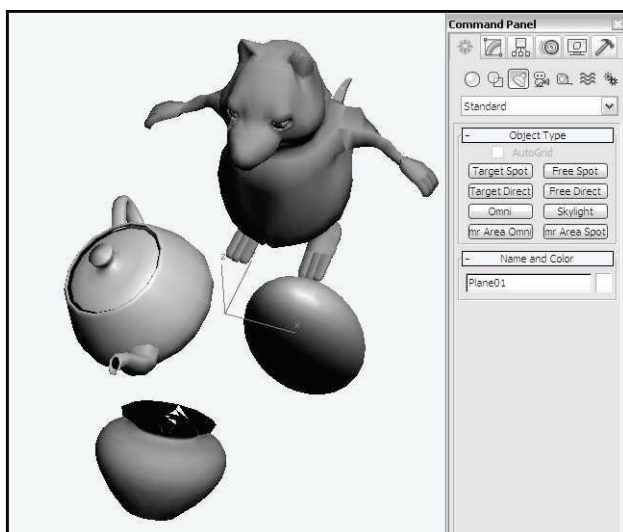 Command Panel
Standard
- Object Type
AutoGrid
Target Spot Free Spot
Target Direct Free Direct
Omni Skylight
mr Area Omni mr Area Spot
- Name and Color
Plane01
x